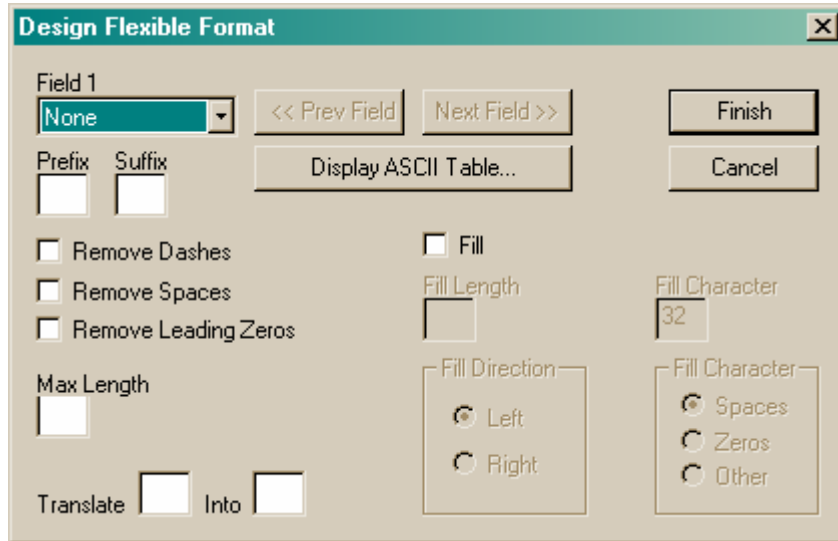 Design Flexible Format
Field 1
None
<< Prev Field
Next Field >>
Finish
Prefix
Suffix
Display ASCII Table...
Cancel
Remove Dashes
Fill
Remove Spaces
Fill Length
Fill Character
32
Remove Leading Zeros
Max Length
Fill Direction
Left
Right
Fill Character
Spaces
Zeros
Other
Translate
Into